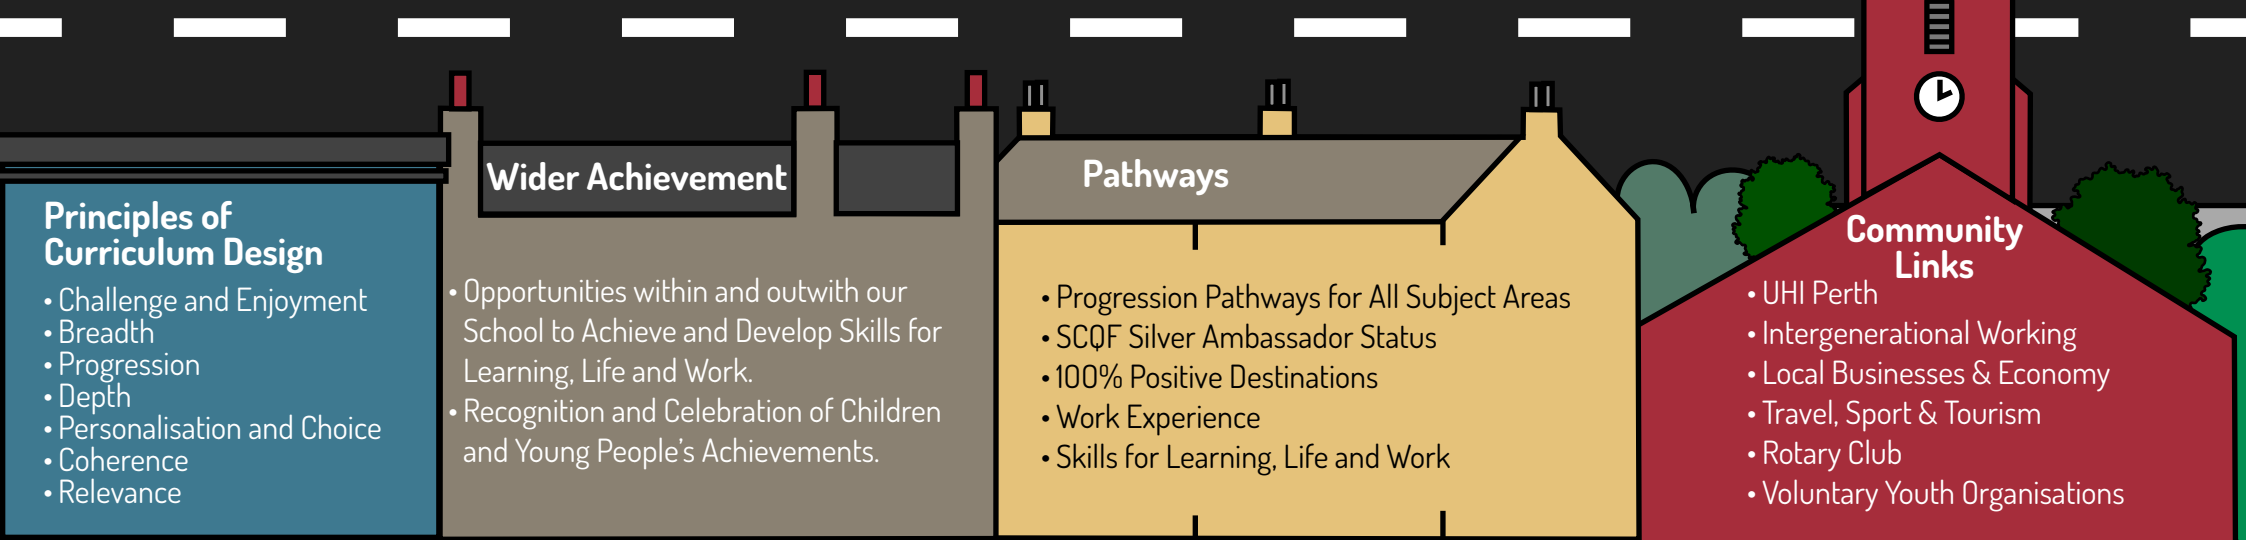 Principles of
Curriculum Design
• Challenge and Enjoyment
• Breadth
• Progression
• Depth
• Personalisation and Choice
• Coherence
• Relevance
Wider Achievement
• Opportunities within and outwith our
School to Achieve and Develop Skills for
Learning, Life and Work.
• Recognition and Celebration of Children
and Young People's Achievements.
Pathways
• Progression Pathways for All Subject Areas
• SCQF Silver Ambassador Status
• 100% Positive Destinations
• Work Experience
• Skills for Learning, Life and Work
Community
Links
• UHI Perth
• Intergenerational Working
• Local Businesses & Economy
• Travel, Sport & Tourism
• Rotary Club
• Voluntary Youth Organisations